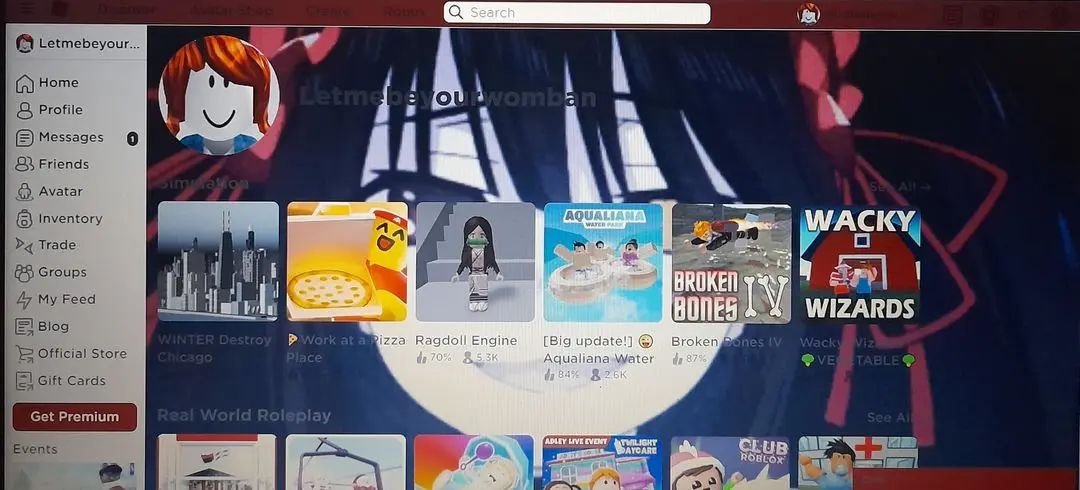 Discover
Avatar Shop
Create
Robux
Search
Letmebeyour...
Home
Profile
Messages
1
Friends
Avatar
Inventory
Trade
Groups
My Feed
Blog
Official Store
Gift Cards
Get Premium
Events
Letmebeyourwomban
Simulation
See All →
AQUALIANA
WATER PARK
BROKEN
BONES IV
WACKY
WIZARDS
WINTER Destroy
Chicago
🍕Work at a Pizza
Place
Ragdoll Engine
70% 5.3K
[Big update!] 😜
Aqualiana Water
84% 2.6K
Broken Bones IV
87%
Wacky Wiz
🥦VEGETABLE🥦
Real World Roleplay
See All
ADLEY LIVE EVENT
TWILIGHT
DAYCARE
CLUB
ROBLOX